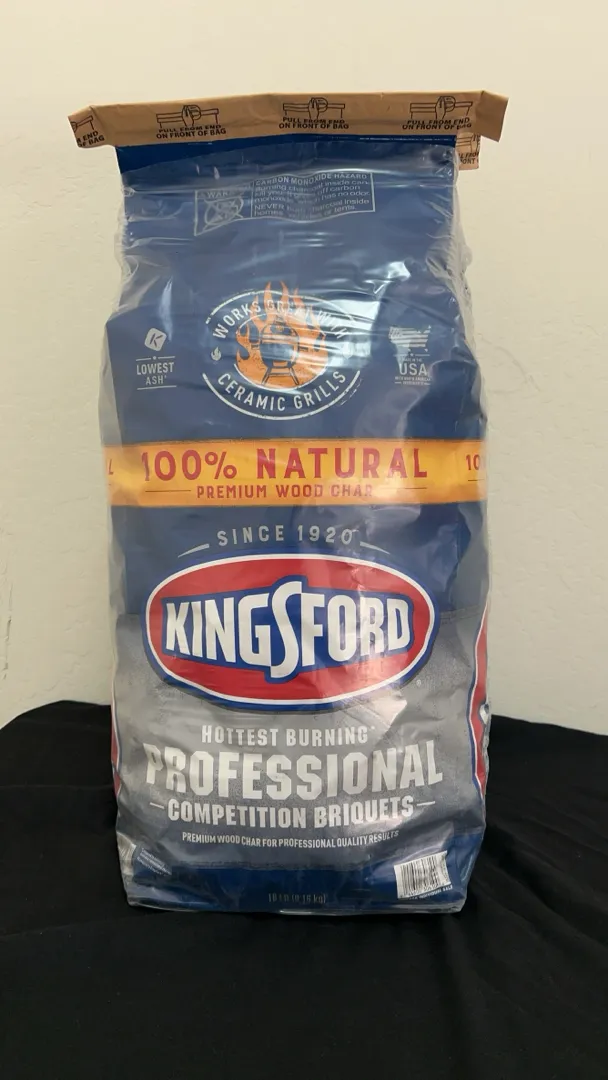 PULL FROM END
ON FRONT OF BAG
PULL FROM END
ON FRONT OF BAG
PULL FROM END
ON FRONT OF BAG
CARBON MONOXIDE HAZARD
WORKS GREAT WITH
CERAMIC GRILLS
K
LOWEST
ASH
USA
100% NATURAL
PREMIUM WOOD CHAR
SINCE 1920
KINGSFORD
HOTTEST BURNING
PROFESSIONAL
COMPETITION BRIQUETS
PREMIUM WOOD CHAR FOR PROFESSIONAL QUALITY RESULTS